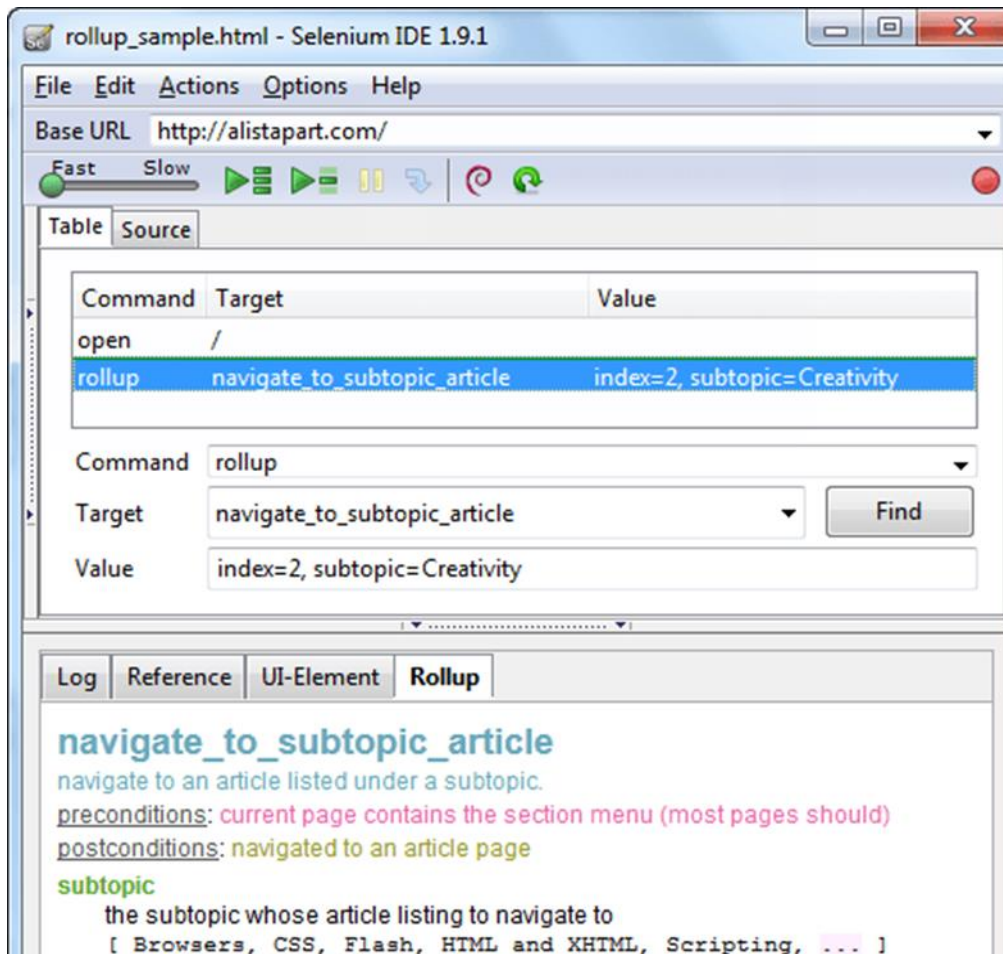 rollup_sample.html - Selenium IDE 1.9.1
File Edit Actions Options Help
Base URL http://alistapart.com/
Fast Slow
Table Source
Command Target Value
open /
rollup navigate_to_subtopic_article index=2, subtopic=Creativity
Command rollup
Target navigate_to_subtopic_article Find
Value index=2, subtopic=Creativity
Log Reference UI-Element Rollup
navigate_to_subtopic_article
navigate to an article listed under a subtopic.
preconditions: current page contains the section menu (most pages should)
postconditions: navigated to an article page
subtopic
the subtopic whose article listing to navigate to
[ Browsers, CSS, Flash, HTML and XHTML, Scripting, ... ]